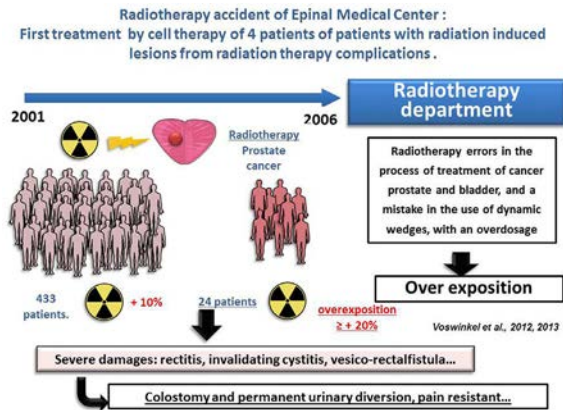 Radiotherapy accident of Epinal Medical Center :
First treatment by cell therapy of 4 patients of patients with radiation induced
lesions from radiation therapy complications .
2001
2006
Radiotherapy
department
Radiotherapy
Prostate
cancer
Radiotherapy errors in the
process of treatment of cancer
prostate and bladder, and a
mistake in the use of dynamic
wedges, with an overdosage
Over exposition
433
patients.
+ 10%
24 patients
overexposition
≥ + 20%
Voswinkel et al., 2012, 2013
Severe damages: rectitis, invalidating cystitis, vesico-rectalfistula...
Colostomy and permanent urinary diversion, pain resistant...